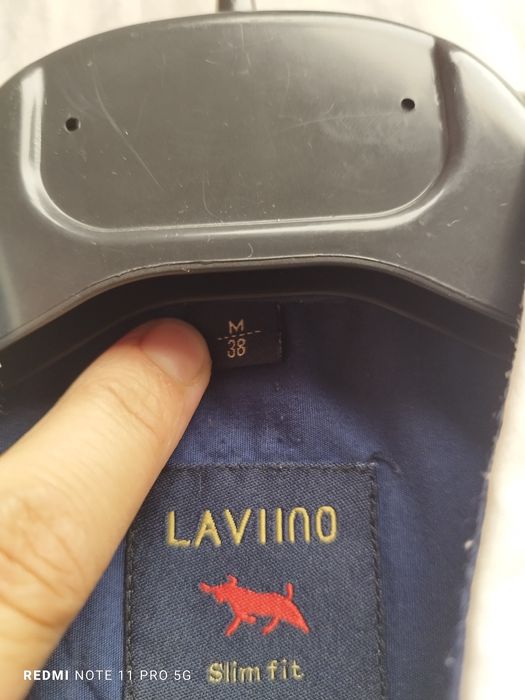 M
38
LAVIINO
Slim fit
REDMI NOTE 11 PRO 5G